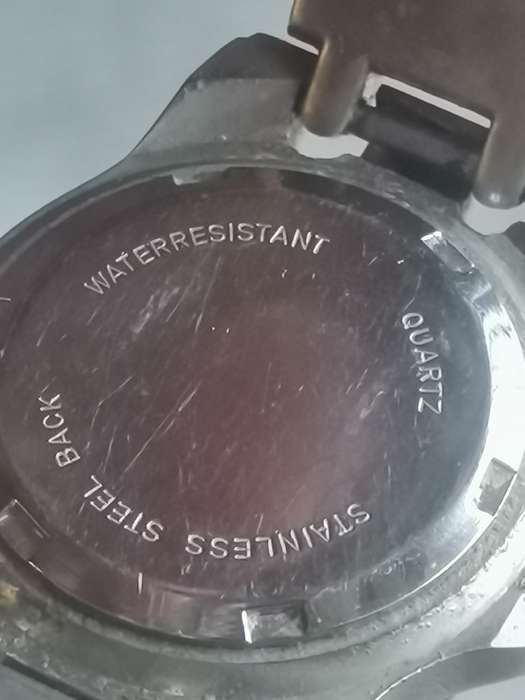 WATERRESISTANT
QUARTZ
STAINLESS STEEL BACK